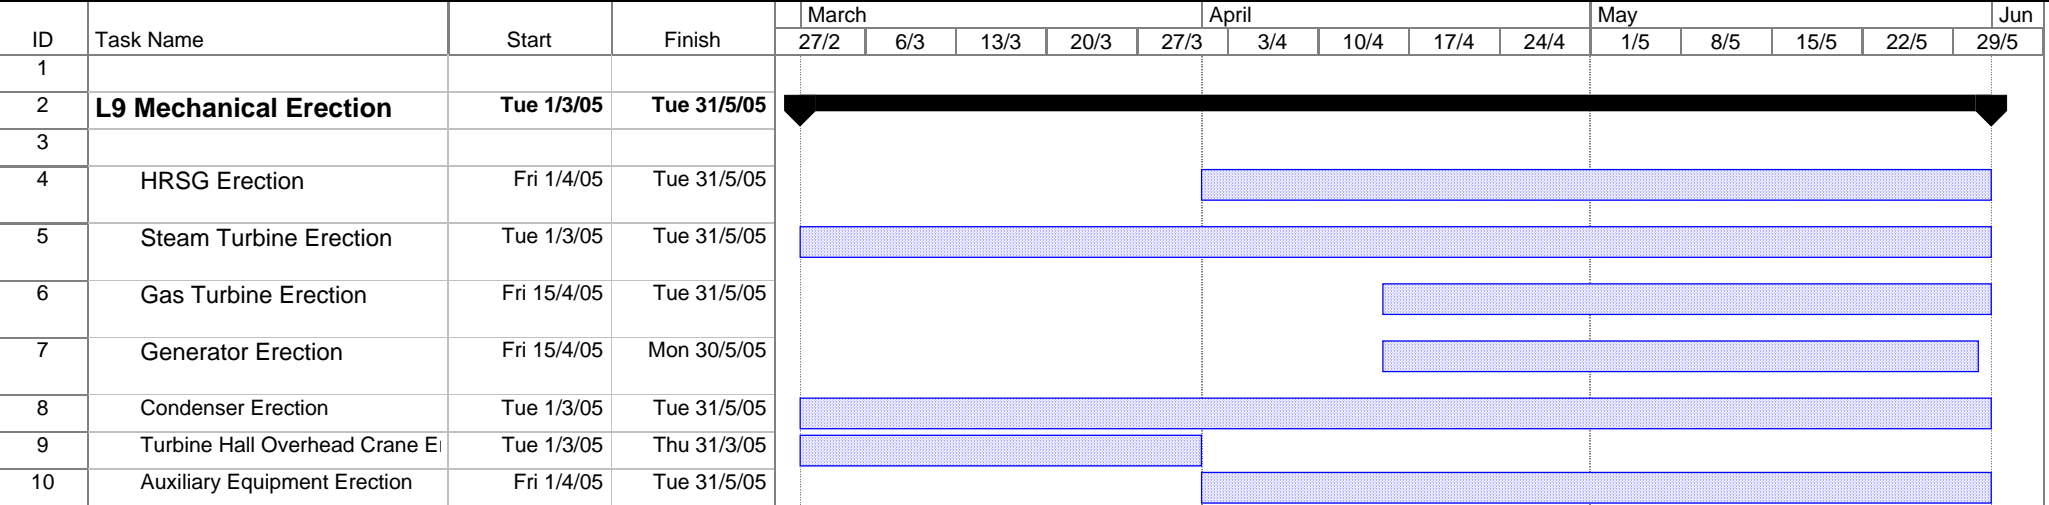 March April May Jun
ID Task Name Start Finish 27/2 6/3 13/3 20/3 27/3 3/4 10/4 17/4 24/4 1/5 8/5 15/5 22/5 29/5
1
2 L9 Mechanical Erection Tue 1/3/05 Tue 31/5/05
3
4 HRSG Erection Fri 1/4/05 Tue 31/5/05
5 Steam Turbine Erection Tue 1/3/05 Tue 31/5/05
6 Gas Turbine Erection Fri 15/4/05 Tue 31/5/05
7 Generator Erection Fri 15/4/05 Mon 30/5/05
8 Condenser Erection Tue 1/3/05 Tue 31/5/05
9 Turbine Hall Overhead Crane Tue 1/3/05 Thu 31/3/05
10 Auxiliary Equipment Erection Fri 1/4/05 Tue 31/5/05